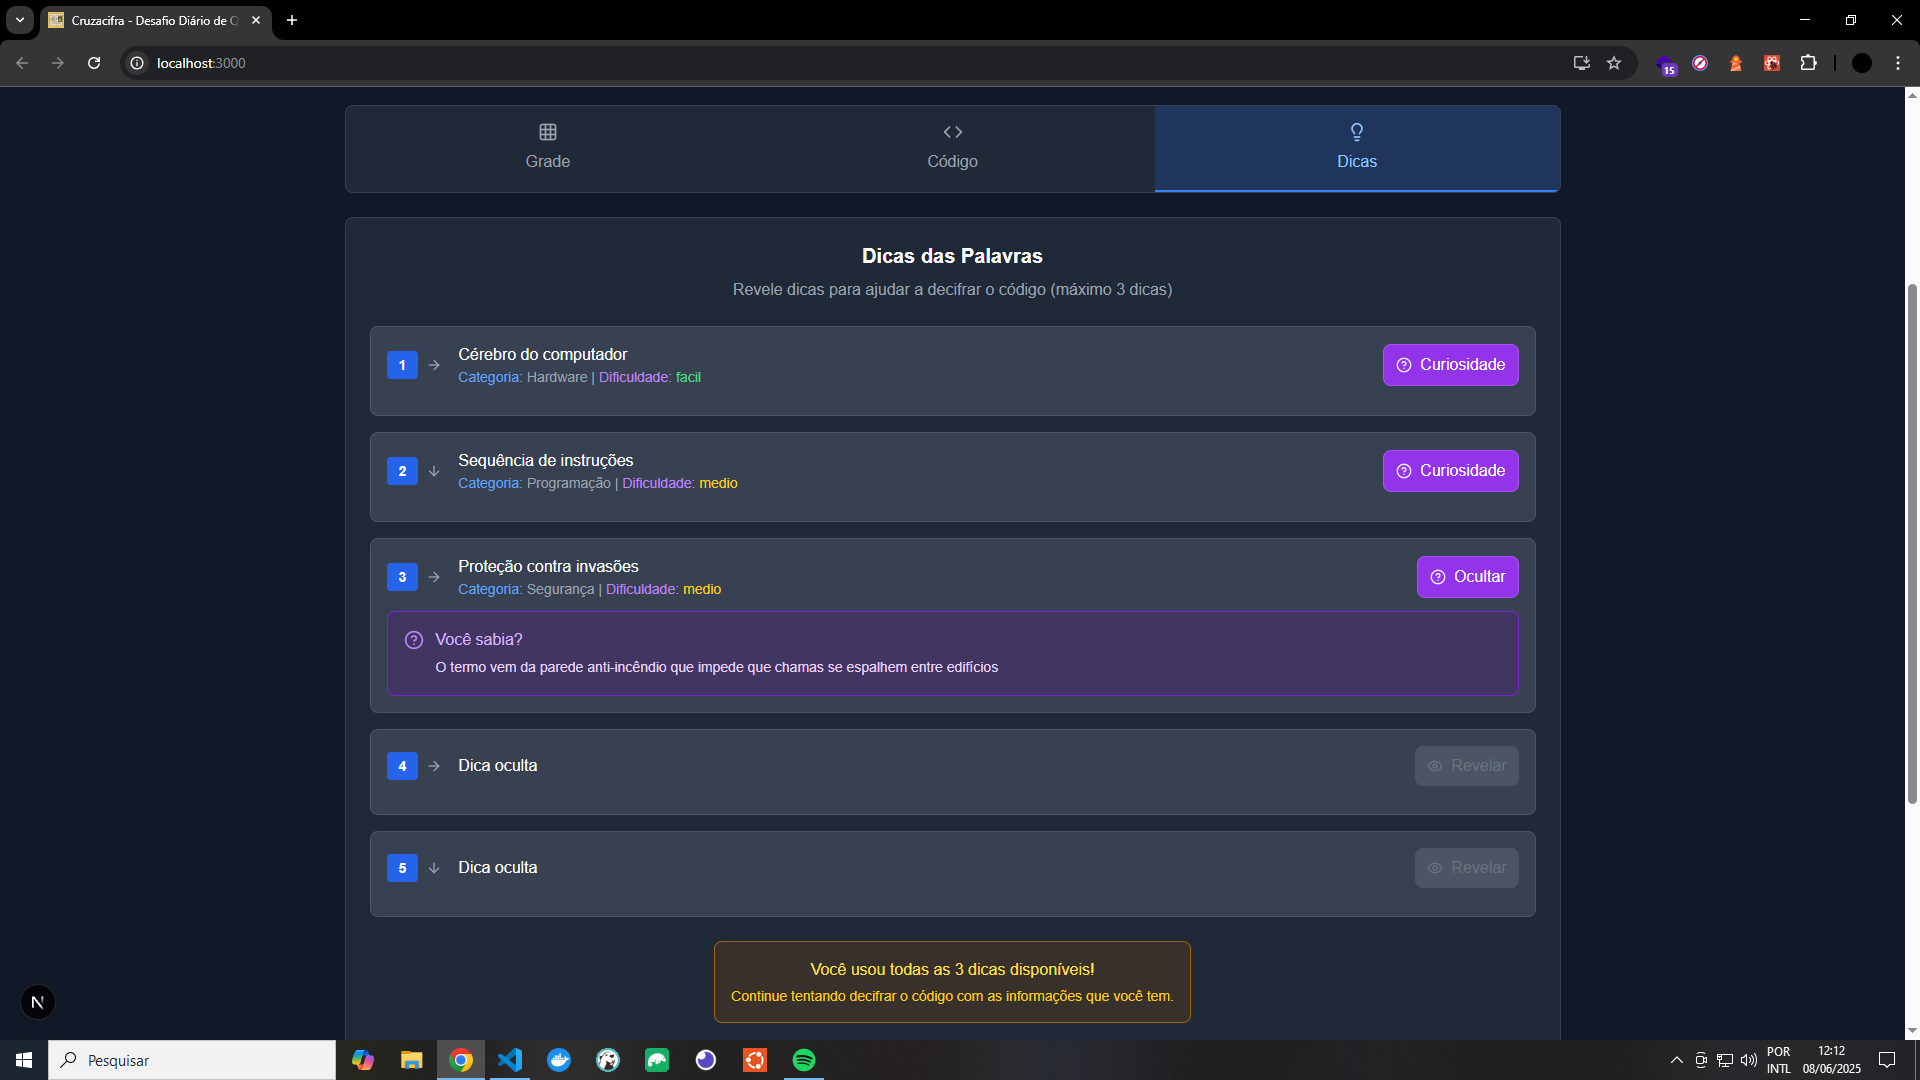 Cruzacifra - Desafio Diário de
localhost:3000
15
Grade
Código
Dicas
Dicas das Palavras
Revele dicas para ajudar a decifrar o código (máximo 3 dicas)
1
Cérebro do computador
Categoria: Hardware | Dificuldade: facil
Curiosidade
2
Sequência de instruções
Categoria: Programação | Dificuldade: medio
Curiosidade
3
Proteção contra invasões
Categoria: Segurança | Dificuldade: medio
Ocultar
Você sabia?
O termo vem da parede anti-incêndio que impede que chamas se espalhem entre edifícios
4
Dica oculta
Revelar
5
Dica oculta
Revelar
Você usou todas as 3 dicas disponíveis!
Continue tentando decifrar o código com as informações que você tem.
N
Pesquisar
POR
INTL
12:12
08/06/2025